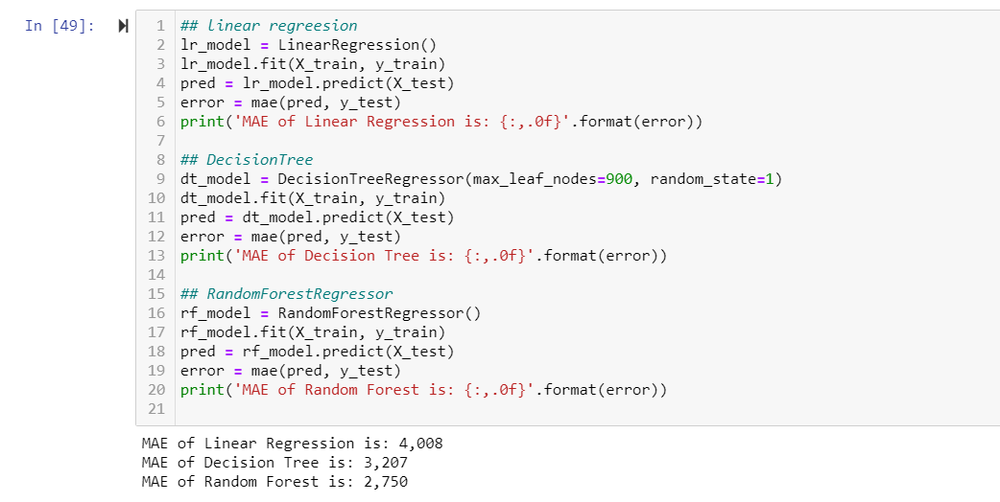 In [49]:
1 ## linear regreesion
2 lr_model = LinearRegression()
3 lr_model.fit(X_train, y_train)
4 pred = lr_model.predict(X_test)
5 error = mae(pred, y_test)
6 print('MAE of Linear Regression is: {:,.0f}'.format(error))
7
8 ## DecisionTree
9 dt_model = DecisionTreeRegressor(max_leaf_nodes=900, random_state=1)
10 dt_model.fit(X_train, y_train)
11 pred = dt_model.predict(X_test)
12 error = mae(pred, y_test)
13 print('MAE of Decision Tree is: {:,.0f}'.format(error))
14
15 ## RandomForestRegressor
16 rf_model = RandomForestRegressor()
17 rf_model.fit(X_train, y_train)
18 pred = rf_model.predict(X_test)
19 error = mae(pred, y_test)
20 print('MAE of Random Forest is: {:,.0f}'.format(error))
21
MAE of Linear Regression is: 4,008
MAE of Decision Tree is: 3,207
MAE of Random Forest is: 2,750